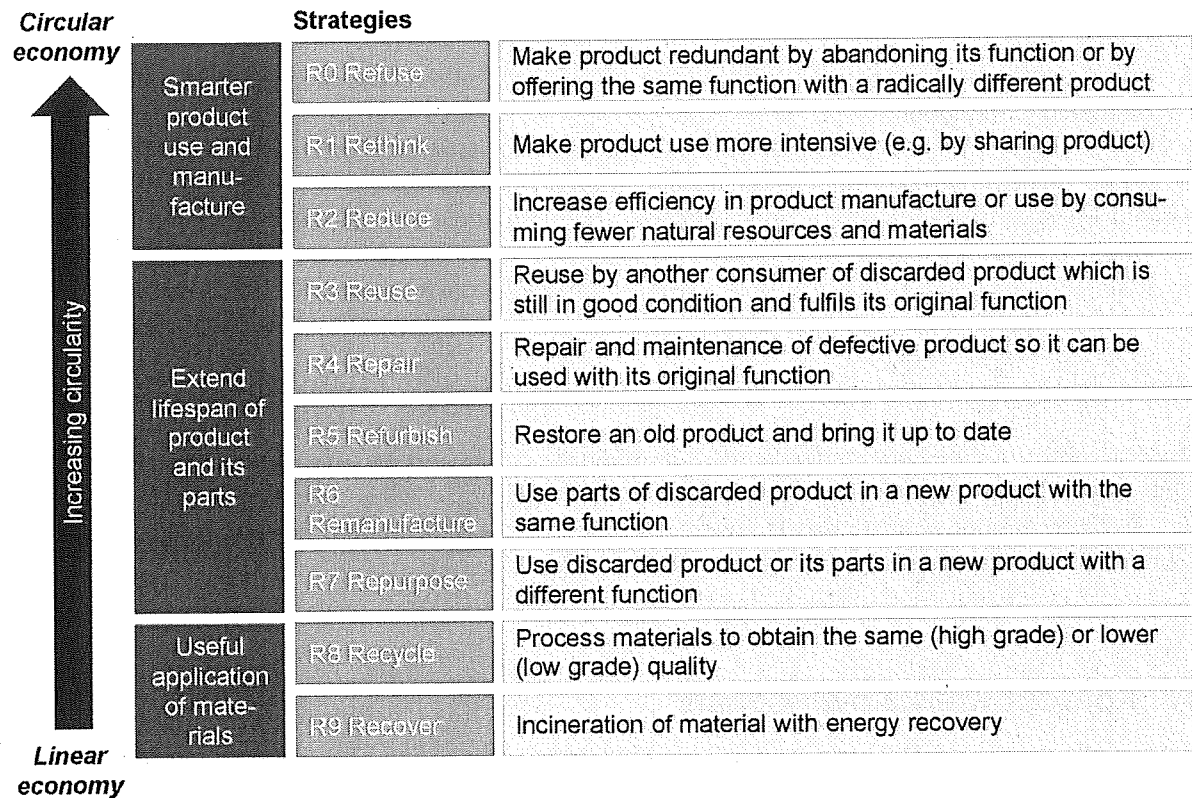 Circular
economy
Strategies
Increasing circularity
Linear
economy
Smarter
product
use and
manu-
facture
R0 Refuse
Make product redundant by abandoning its function or by
offering the same function with a radically different product
R1 Rethink
Make product use more intensive (e.g. by sharing product)
R2 Reduce
Increase efficiency in product manufacture or use by consu-
ming fewer natural resources and materials
Extend
lifespan of
product
and its
parts
R3 Reuse
Reuse by another consumer of discarded product which is
still in good condition and fulfils its original function
R4 Repair
Repair and maintenance of defective product so it can be
used with its original function
R5 Refurbish
Restore an old product and bring it up to date
R6
Remanufacture
Use parts of discarded product in a new product with the
same function
R7 Repurpose
Use discarded product or its parts in a new product with a
different function
Useful
application
of mate-
rials
R8 Recycle
Process materials to obtain the same (high grade) or lower
(low grade) quality
R9 Recover
Incineration of material with energy recovery